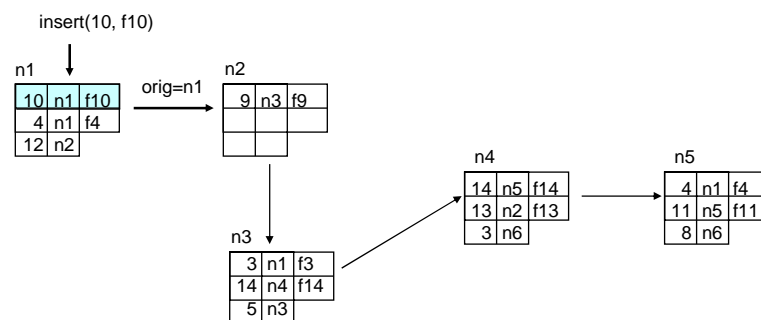 insert(10, f10)
n1
10 n1 f10
4 n1 f4
12 n2
orig=n1
n2
9 n3 f9
n3
3 n1 f3
14 n4 f14
5 n3
n4
14 n5 f14
13 n2 f13
3 n6
n5
4 n1 f4
11 n5 f11
8 n6